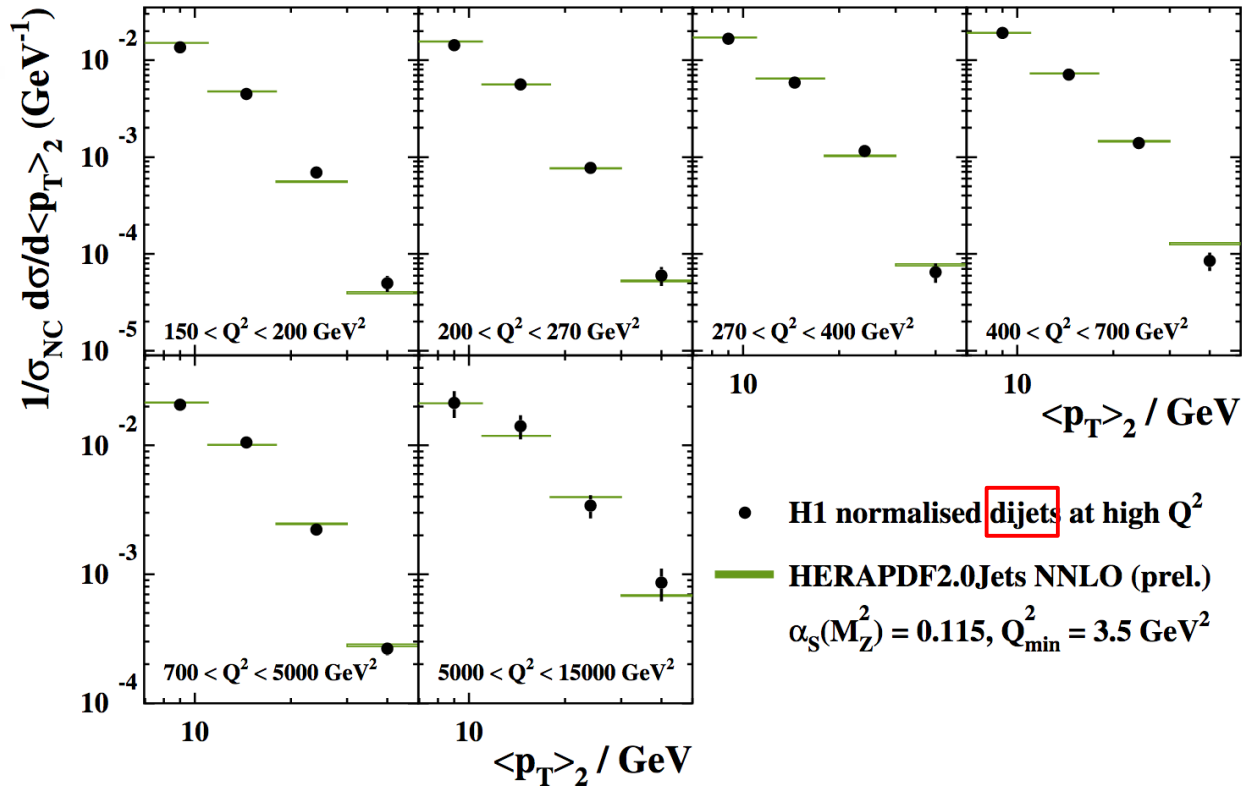 1/σ_NC dσ/d<p_T>_2 (GeV^-1)
10^-2
10^-3
10^-4
10^-5
150 < Q^2 < 200 GeV^2
200 < Q^2 < 270 GeV^2
270 < Q^2 < 400 GeV^2
400 < Q^2 < 700 GeV^2
10
10
<p_T>_2 / GeV
10^-2
10^-3
10^-4
700 < Q^2 < 5000 GeV^2
5000 < Q^2 < 15000 GeV^2
10
10
<p_T>_2 / GeV
H1 normalised dijets at high Q^2
HERAPDF2.0Jets NNLO (prel.)
α_S(M_Z^2) = 0.115, Q_min^2 = 3.5 GeV^2